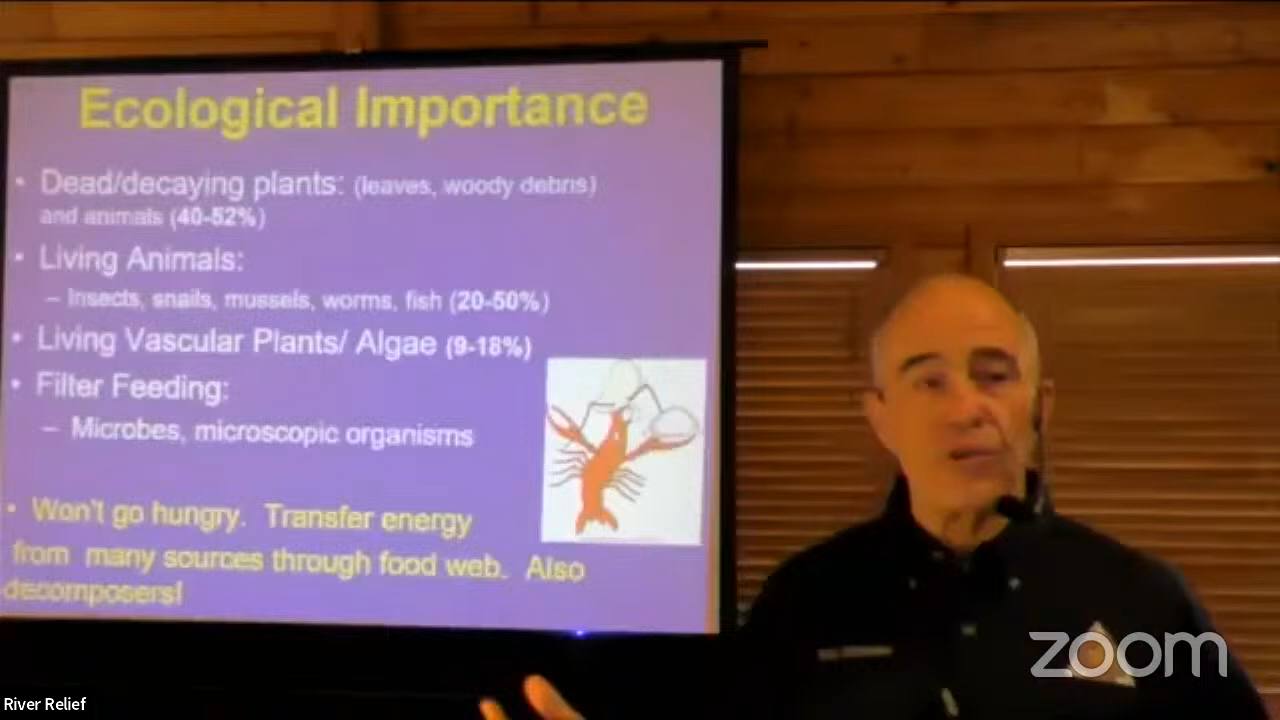 Ecological Importance
• Dead/decaying plants: (leaves, woody debris)
and animals (40-52%)
• Living Animals:
– Insects, snails, mussels, worms, fish (20-50%)
• Living Vascular Plants/ Algae (9-18%)
• Filter Feeding:
– Microbes, microscopic organisms
• Won't go hungry. Transfer energy
from many sources through food web. Also
decomposers!
zoom
River Relief